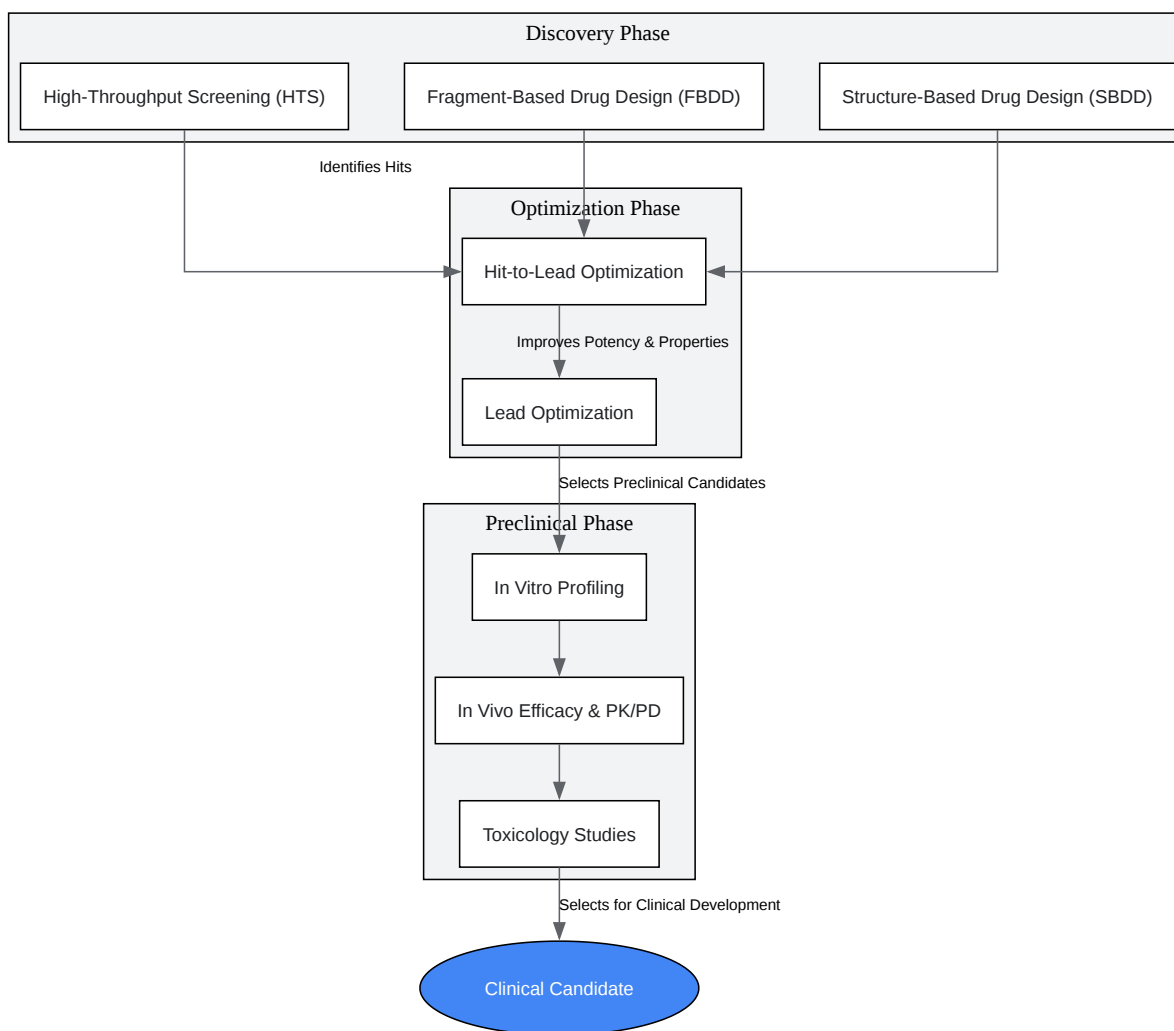 Discovery Phase
High-Throughput Screening (HTS)
Fragment-Based Drug Design (FBDD)
Structure-Based Drug Design (SBDD)
Identifies Hits
Optimization Phase
Hit-to-Lead Optimization
Improves Potency & Properties
Lead Optimization
Selects Preclinical Candidates
Preclinical Phase
In Vitro Profiling
In Vivo Efficacy & PK/PD
Toxicology Studies
Selects for Clinical Development
Clinical Candidate